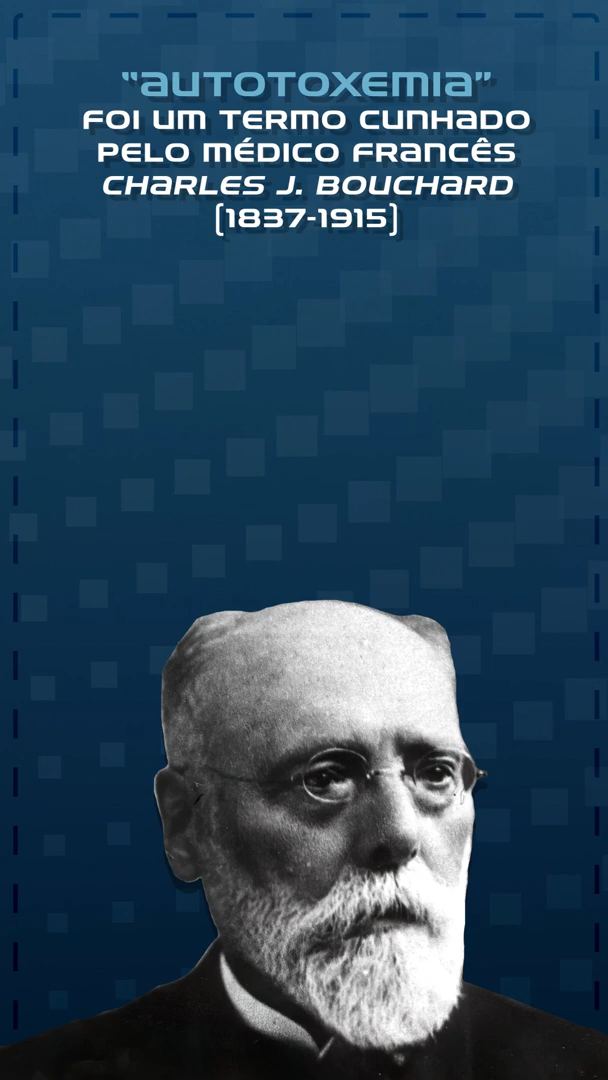 "AUTOTOXEMIA"
FOI UM TERMO CUNHADO
PELO MÉDICO FRANCÊS
CHARLES J. BOUCHARD
[1837-1915]